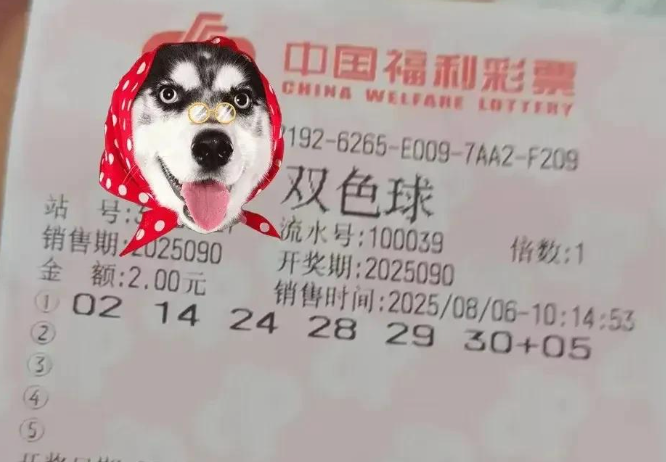 中国福利彩票
CHINA WELFARE LOTTERY
192-6265-E009-7AA2-F209
双色球
站 号:
流水号:100039 倍数:1
销售期:2025090
开奖期:2025090
金 额:2.00元
销售时间:2025/08/06-10:14:53
① 02 14 24 28 29 30+05
②
③
④
⑤